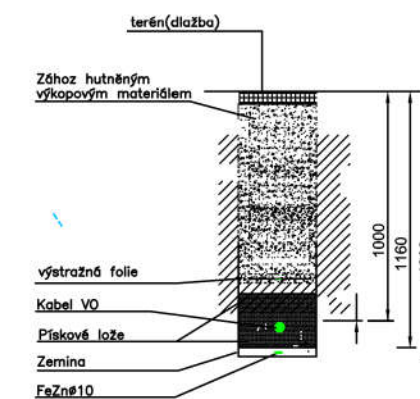 terén(dlažba)
Zához hutněným
výkopovým materiálem
výstražná folie
Kabel VO
Pískové lože
Zemina
FeZnø10
1000
1160